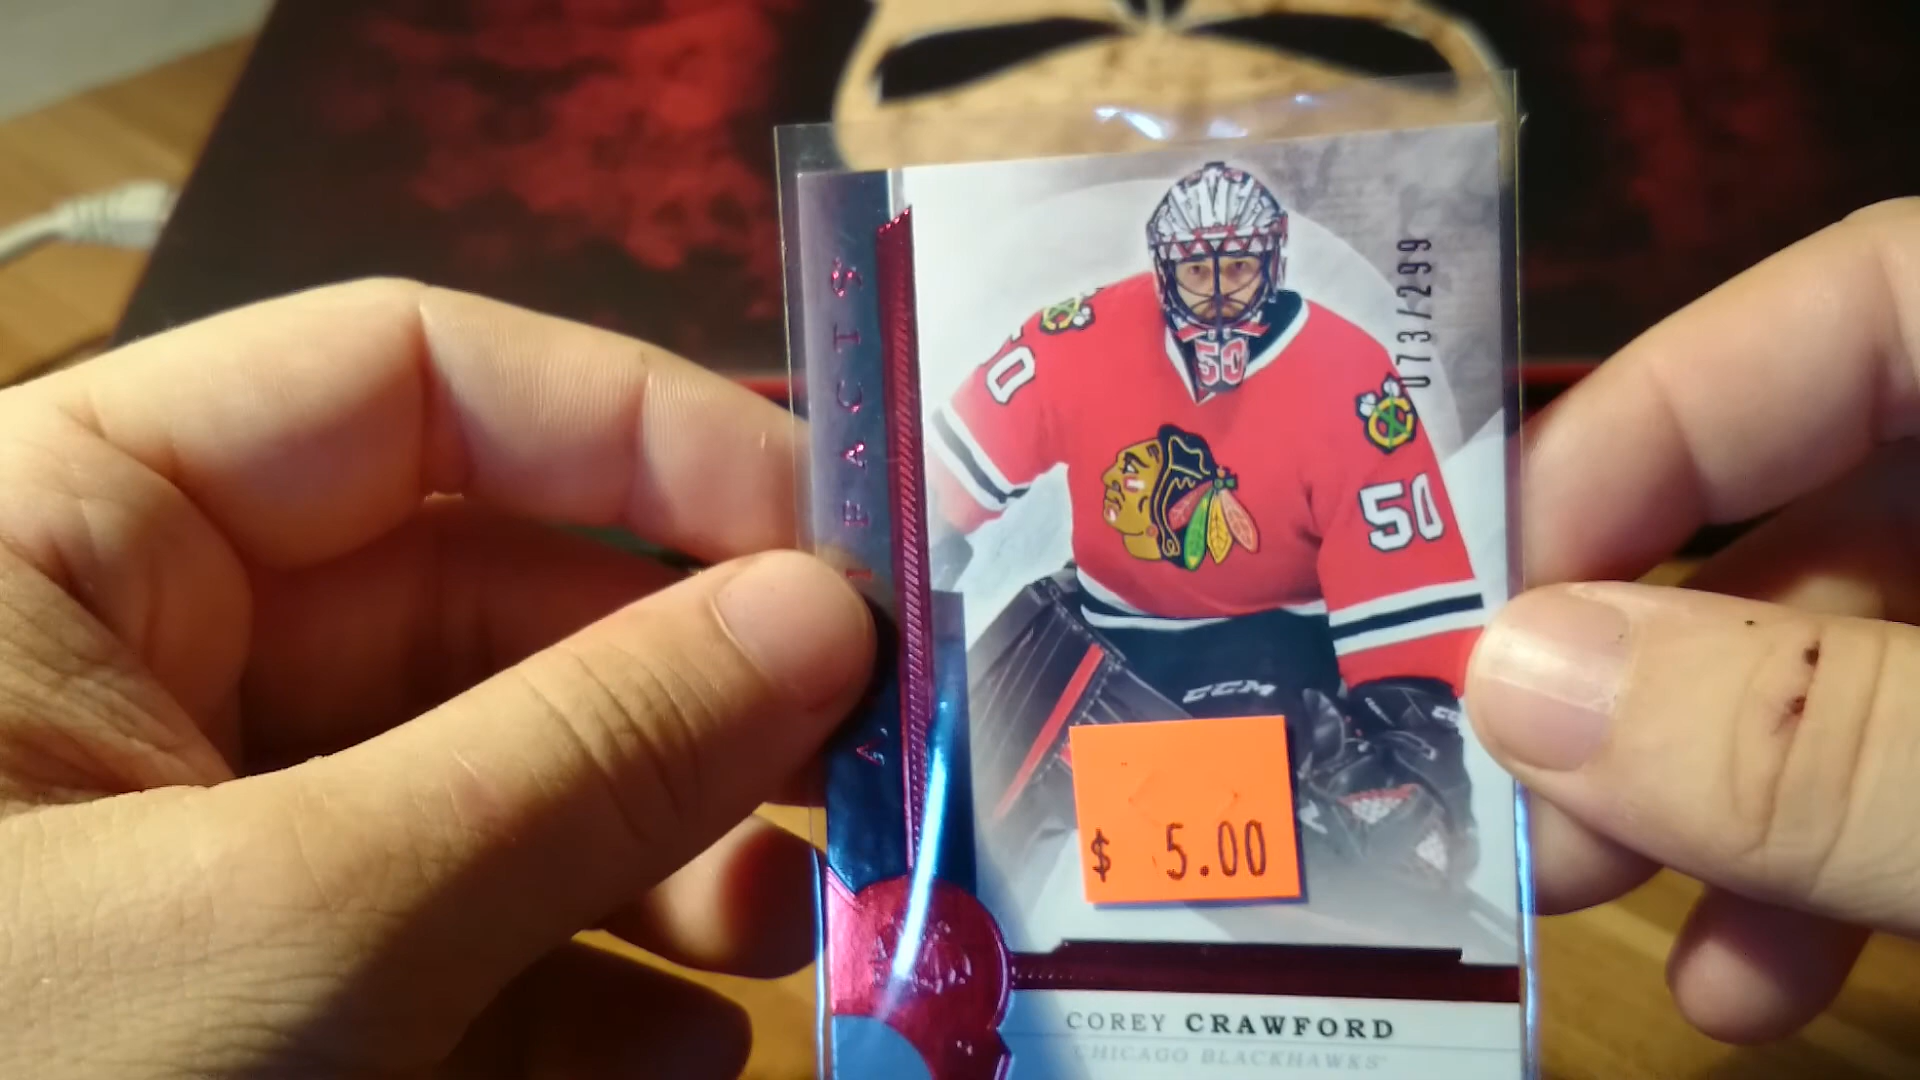 ARTIFACTS
073/299
50
50
50
CCM
$ 5.00
COREY CRAWFORD
CHICAGO BLACKHAWKS